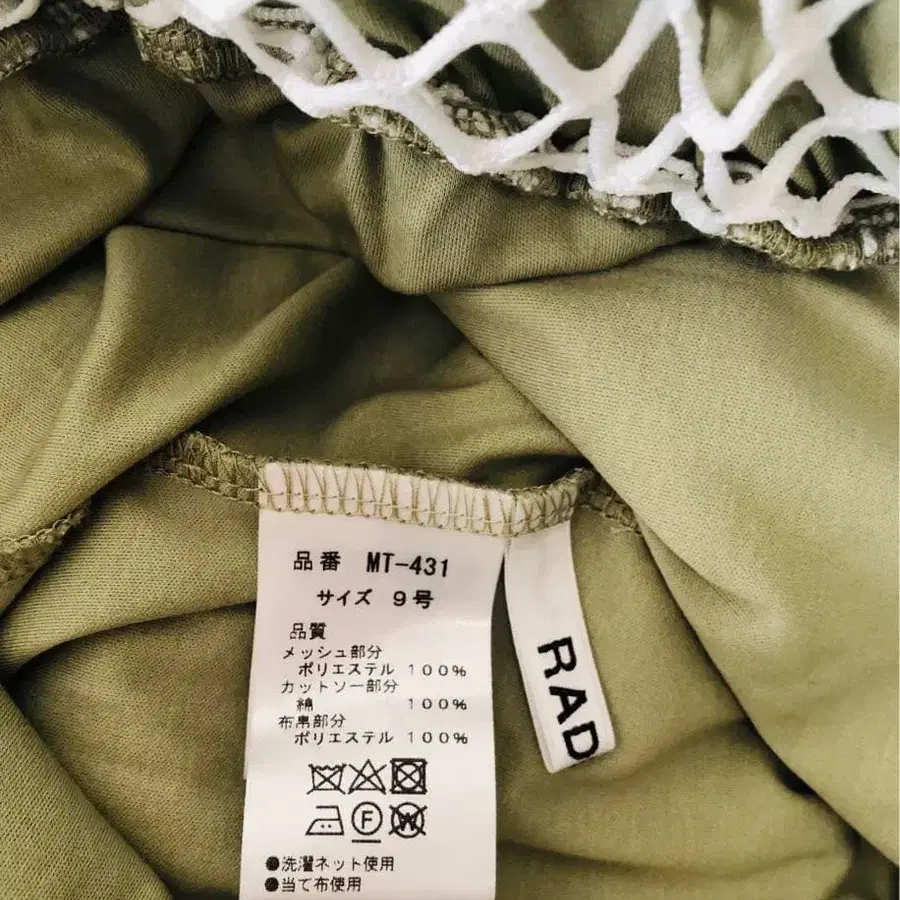 品番 MT-431
サイズ 9号
品質
メッシュ部分
ポリエステル 100%
カットソー部分
綿 100%
布帛部分
ポリエステル 100%
F
W
●洗濯ネット使用
●当て布使用
RAD